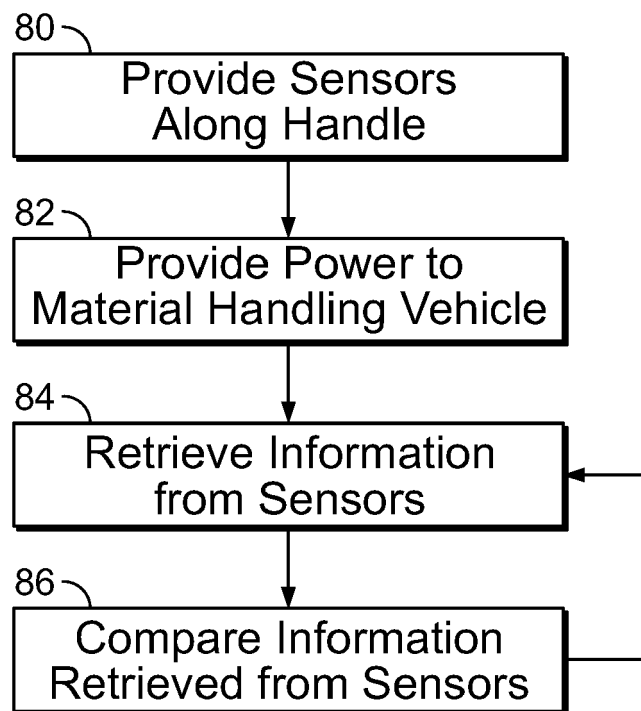 80
Provide Sensors
Along Handle
82
Provide Power to
Material Handling Vehicle
84
Retrieve Information
from Sensors
86
Compare Information
Retrieved from Sensors